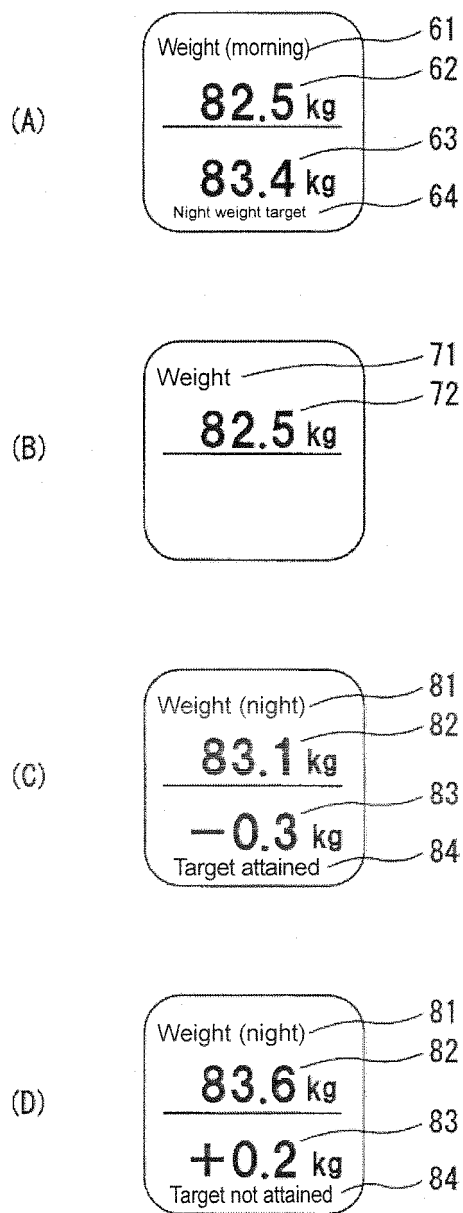 (A)
Weight (morning) 61
82.5 kg 62
83.4 kg 63
Night weight target 64
(B)
Weight 71
82.5 kg 72
(C)
Weight (night) 81
83.1 kg 82
−0.3 kg 83
Target attained 84
(D)
Weight (night) 81
83.6 kg 82
+0.2 kg 83
Target not attained 84